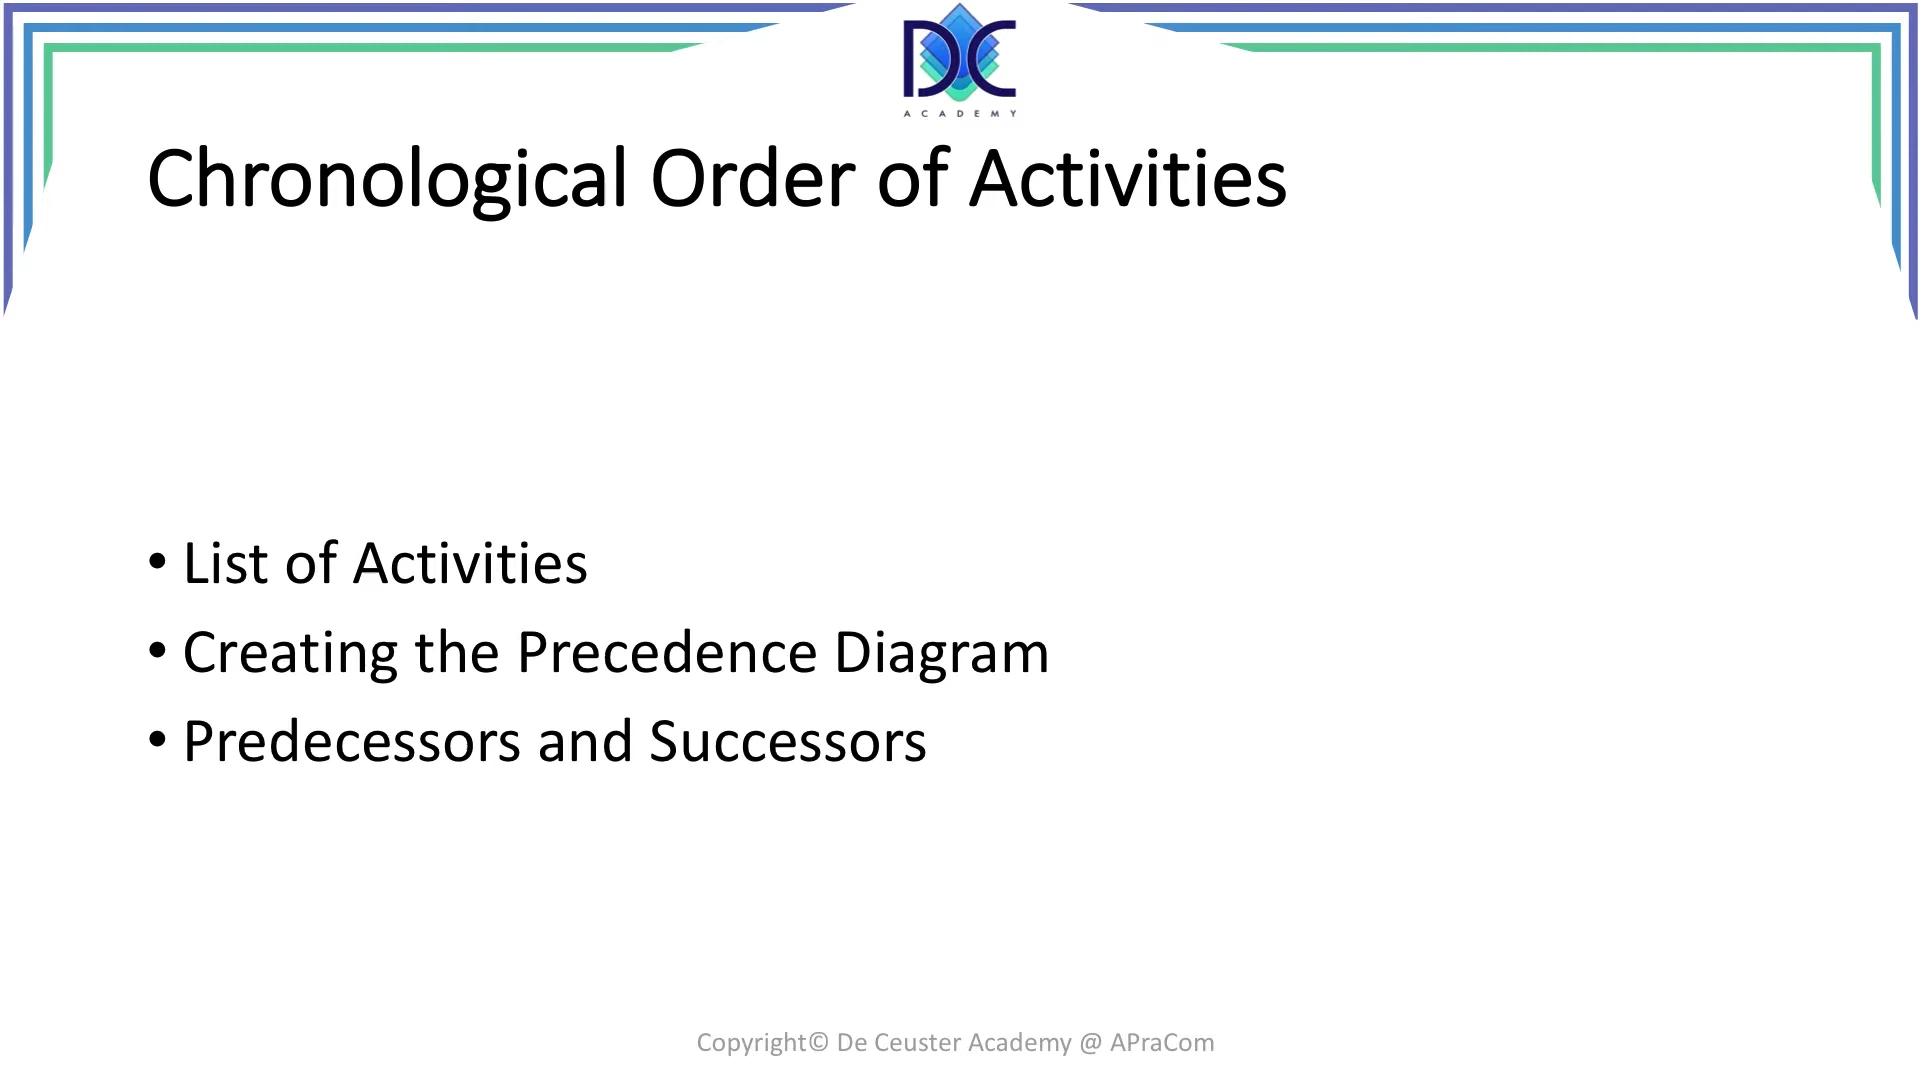 DC
ACADEMY
Chronological Order of Activities
• List of Activities
• Creating the Precedence Diagram
• Predecessors and Successors
Copyright© De Ceuster Academy @ APraCom